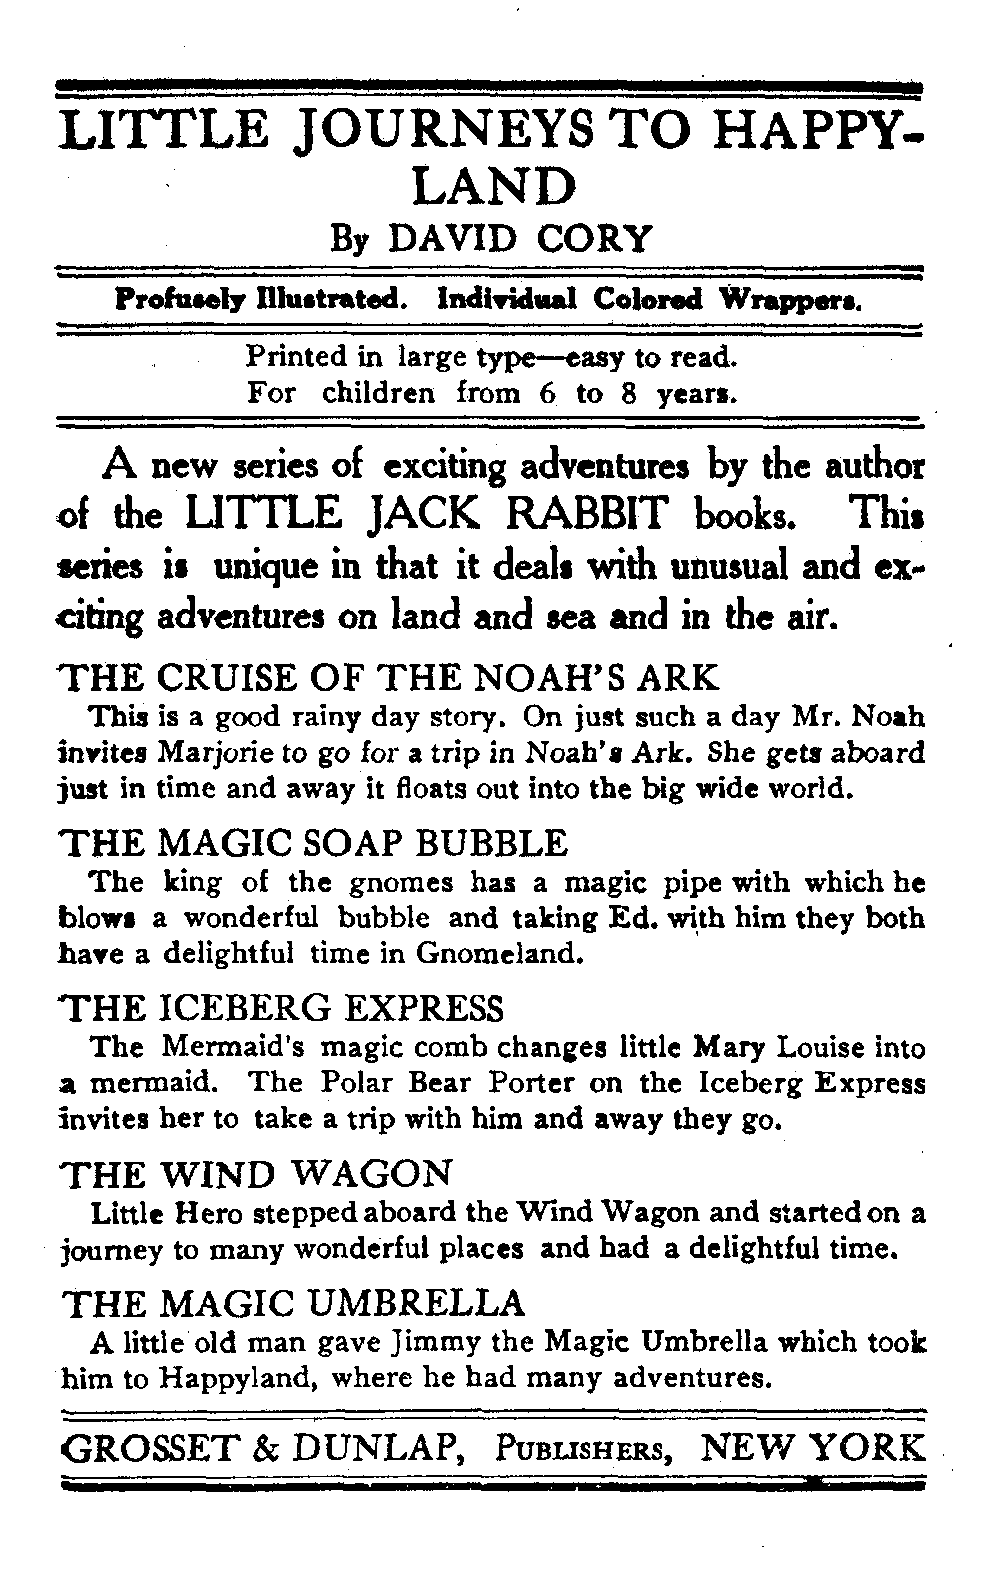 LITTLE JOURNEYS TO HAPPY-
LAND
By DAVID CORY
Profusely Illustrated. Individual Colored Wrappers.
Printed in large type—easy to read.
For children from 6 to 8 years.
A new series of exciting adventures by the author
of the LITTLE JACK RABBIT books. This
series is unique in that it deals with unusual and ex-
citing adventures on land and sea and in the air.
THE CRUISE OF THE NOAH'S ARK
This is a good rainy day story. On just such a day Mr. Noah
invites Marjorie to go for a trip in Noah's Ark. She gets aboard
just in time and away it floats out into the big wide world.
THE MAGIC SOAP BUBBLE
The king of the gnomes has a magic pipe with which he
blows a wonderful bubble and taking Ed. with him they both
have a delightful time in Gnomeland.
THE ICEBERG EXPRESS
The Mermaid's magic comb changes little Mary Louise into
a mermaid. The Polar Bear Porter on the Iceberg Express
invites her to take a trip with him and away they go.
THE WIND WAGON
Little Hero stepped aboard the Wind Wagon and started on a
journey to many wonderful places and had a delightful time.
THE MAGIC UMBRELLA
A little old man gave Jimmy the Magic Umbrella which took
him to Happyland, where he had many adventures.
GROSSET & DUNLAP, PUBLISHERS, NEW YORK